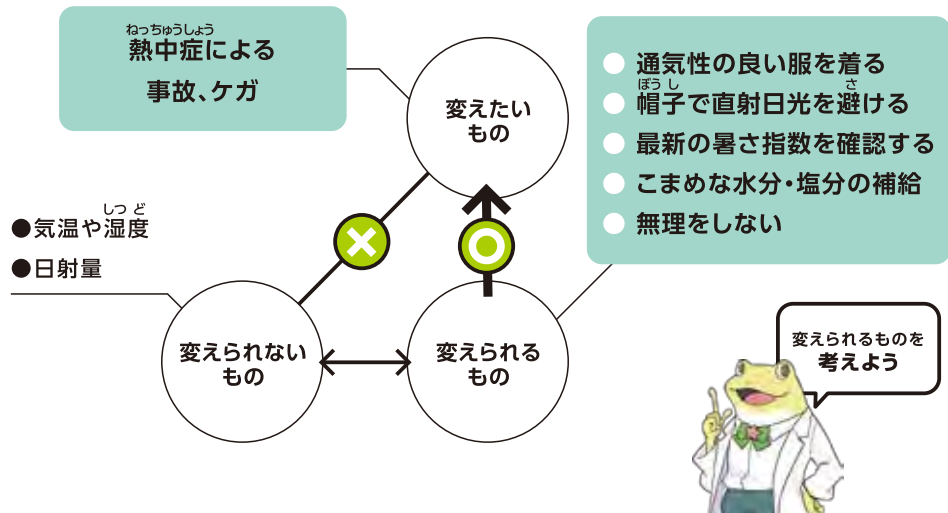 ねっちゅうしょう
熱中症による
事故、ケガ
変えたい
もの
● 通気性の良い服を着る
ぼうし さ
● 帽子で直射日光を避ける
● 最新の暑さ指数を確認する
● こまめな水分・塩分の補給
● 無理をしない
しつど
●気温や湿度
●日射量
変えられない
もの
変えられる
もの
変えられるものを
考えよう